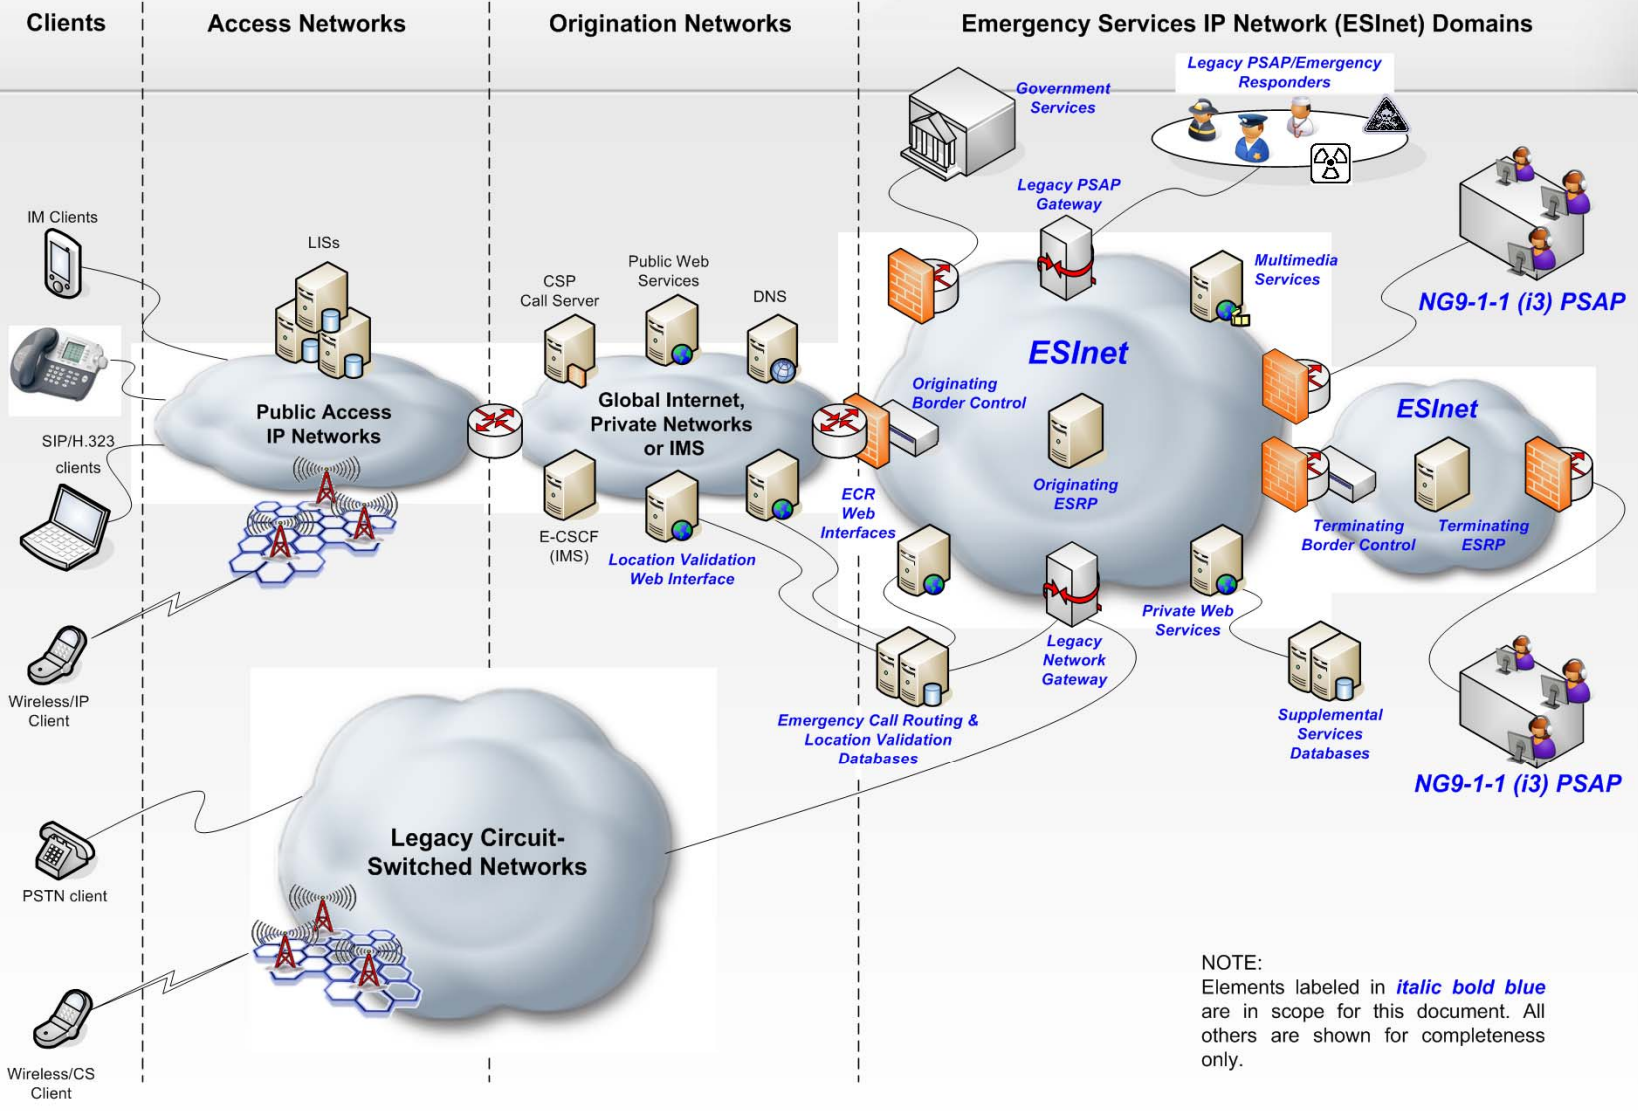 Clients
Access Networks
Origination Networks
Emergency Services IP Network (ESInet) Domains
Government
Services
Legacy PSAP/Emergency
Responders
Legacy PSAP
Gateway
IM Clients
LISs
CSP
Call Server
Public Web
Services
DNS
Multimedia
Services
NG9-1-1 (i3) PSAP
ESInet
Public Access
IP Networks
Global Internet,
Private Networks
or IMS
Originating
Border Control
ESInet
SIP/H.323
clients
Originating
ESRP
ECR
Web
Interfaces
E-CSCF
(IMS)
Location Validation
Web Interface
Terminating
Border Control
Terminating
ESRP
Private Web
Services
Legacy
Network
Gateway
Wireless/IP
Client
Emergency Call Routing &
Location Validation
Databases
Supplemental
Services
Databases
NG9-1-1 (i3) PSAP
Legacy Circuit-
Switched Networks
PSTN client
NOTE:
Elements labeled in italic bold blue
are in scope for this document. All
others are shown for completeness
only.
Wireless/CS
Client